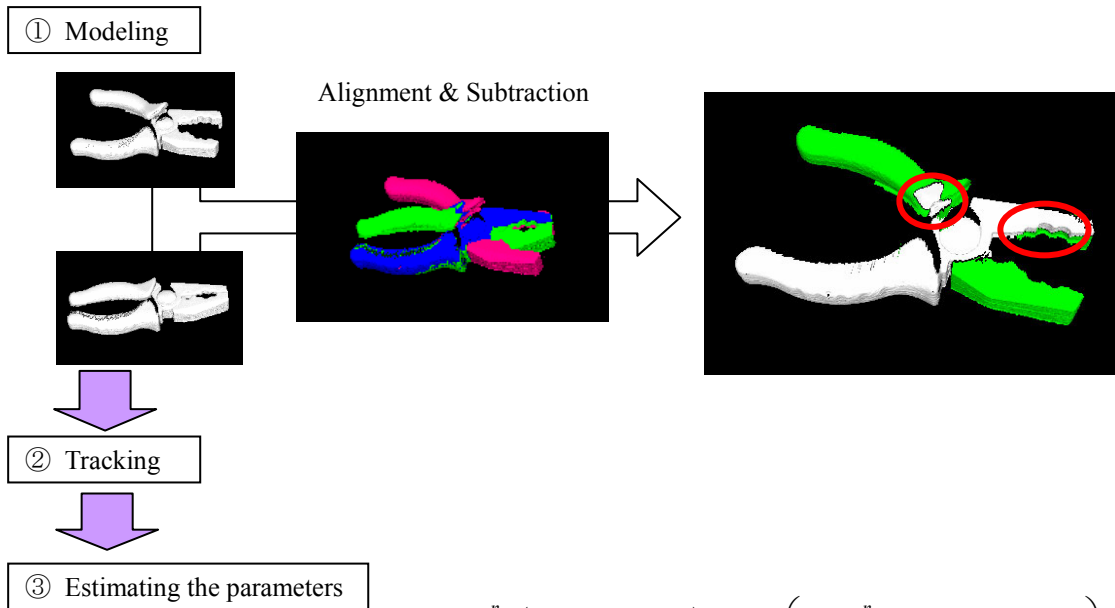 ① Modeling
Alignment & Subtraction
② Tracking
③ Estimating the parameters
n n